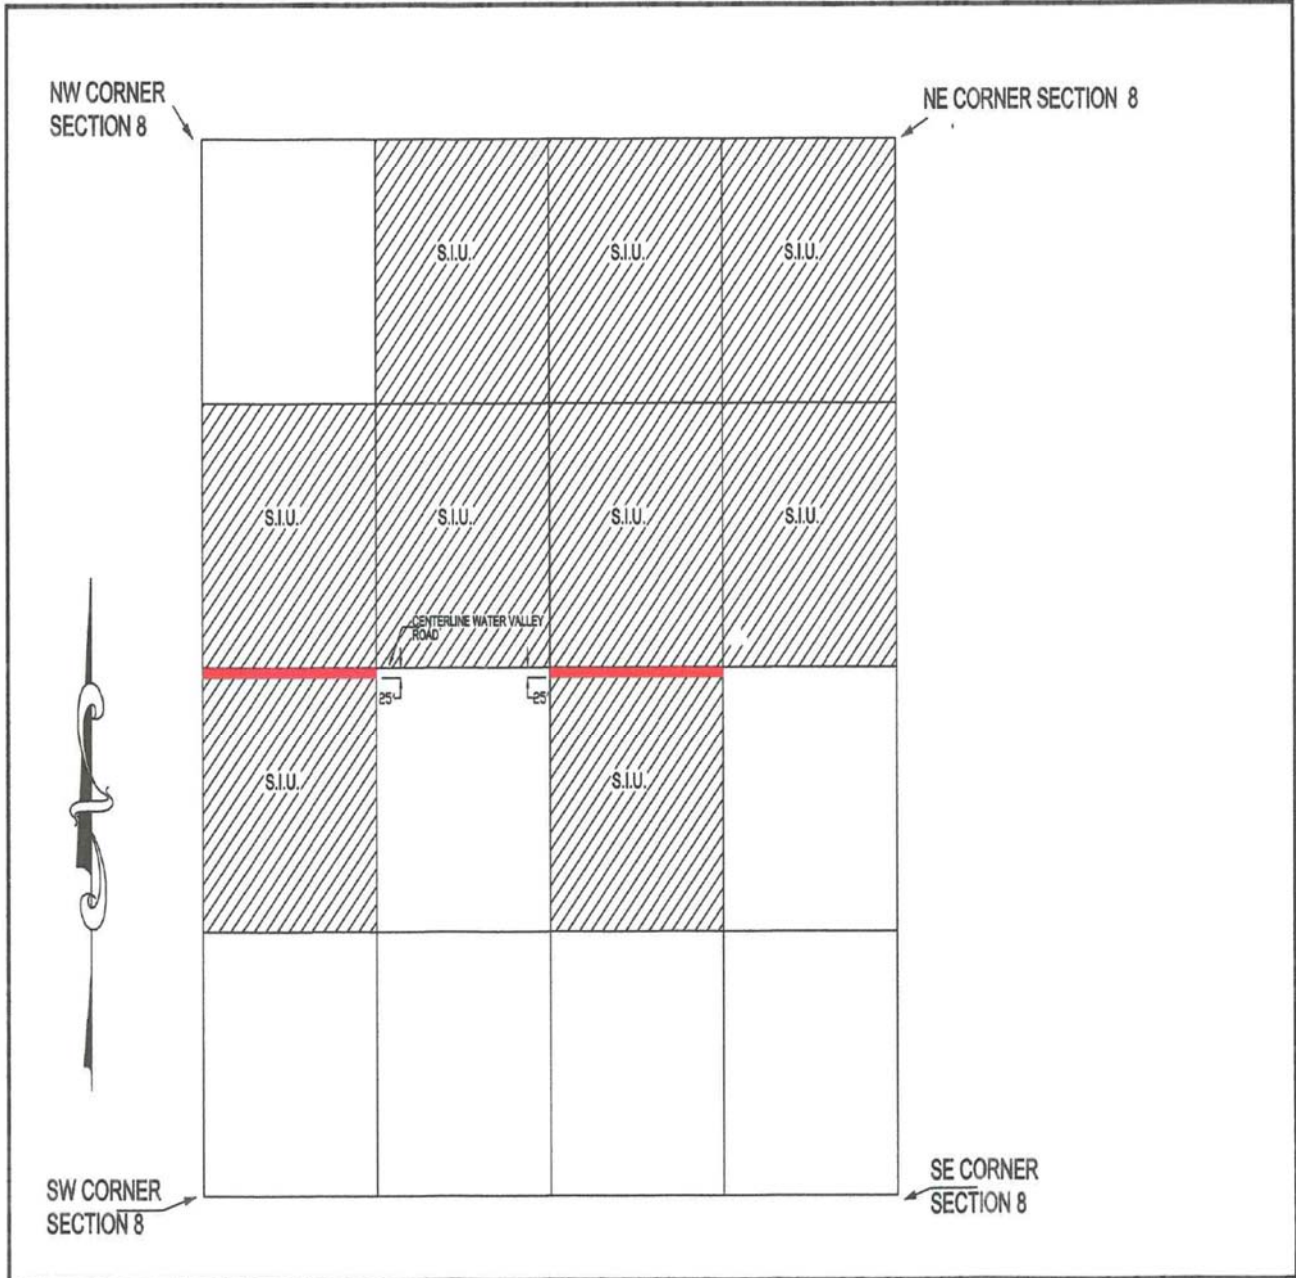 NW CORNER
SECTION 8
NE CORNER SECTION 8
S.I.U.
S.I.U.
S.I.U.
S.I.U.
S.I.U.
S.I.U.
S.I.U.
CENTERLINE WATER VALLEY
ROAD
25'
25'
S.I.U.
S.I.U.
SW CORNER
SECTION 8
SE CORNER
SECTION 8